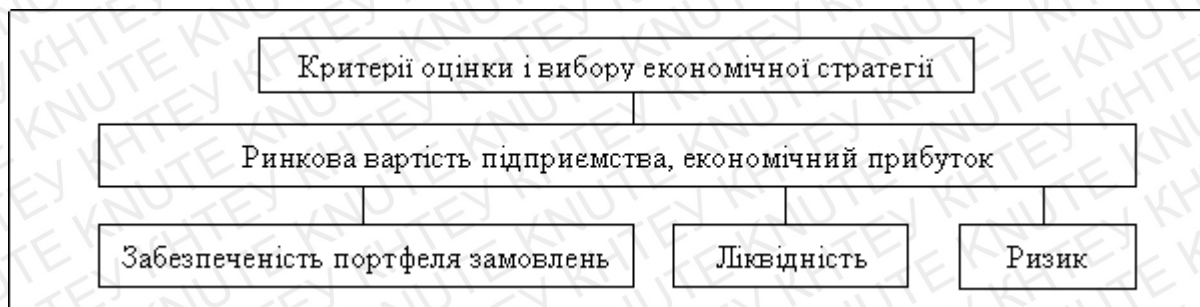 Критерії оцінки і вибору економічної стратегії
Ринкова вартість підприємства, економічний прибуток
Забезпеченість портфеля замовлень
Ліквідність
Ризик